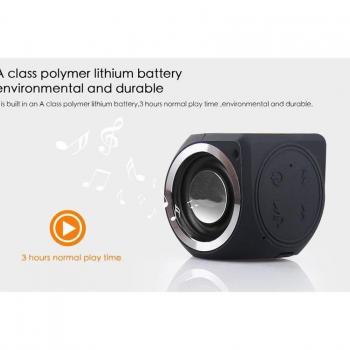 A class polymer lithium battery
environmental and durable
is built in an A class polymer lithium battery,3 hours normal play time ,environmental and durable.
3 hours normal play time